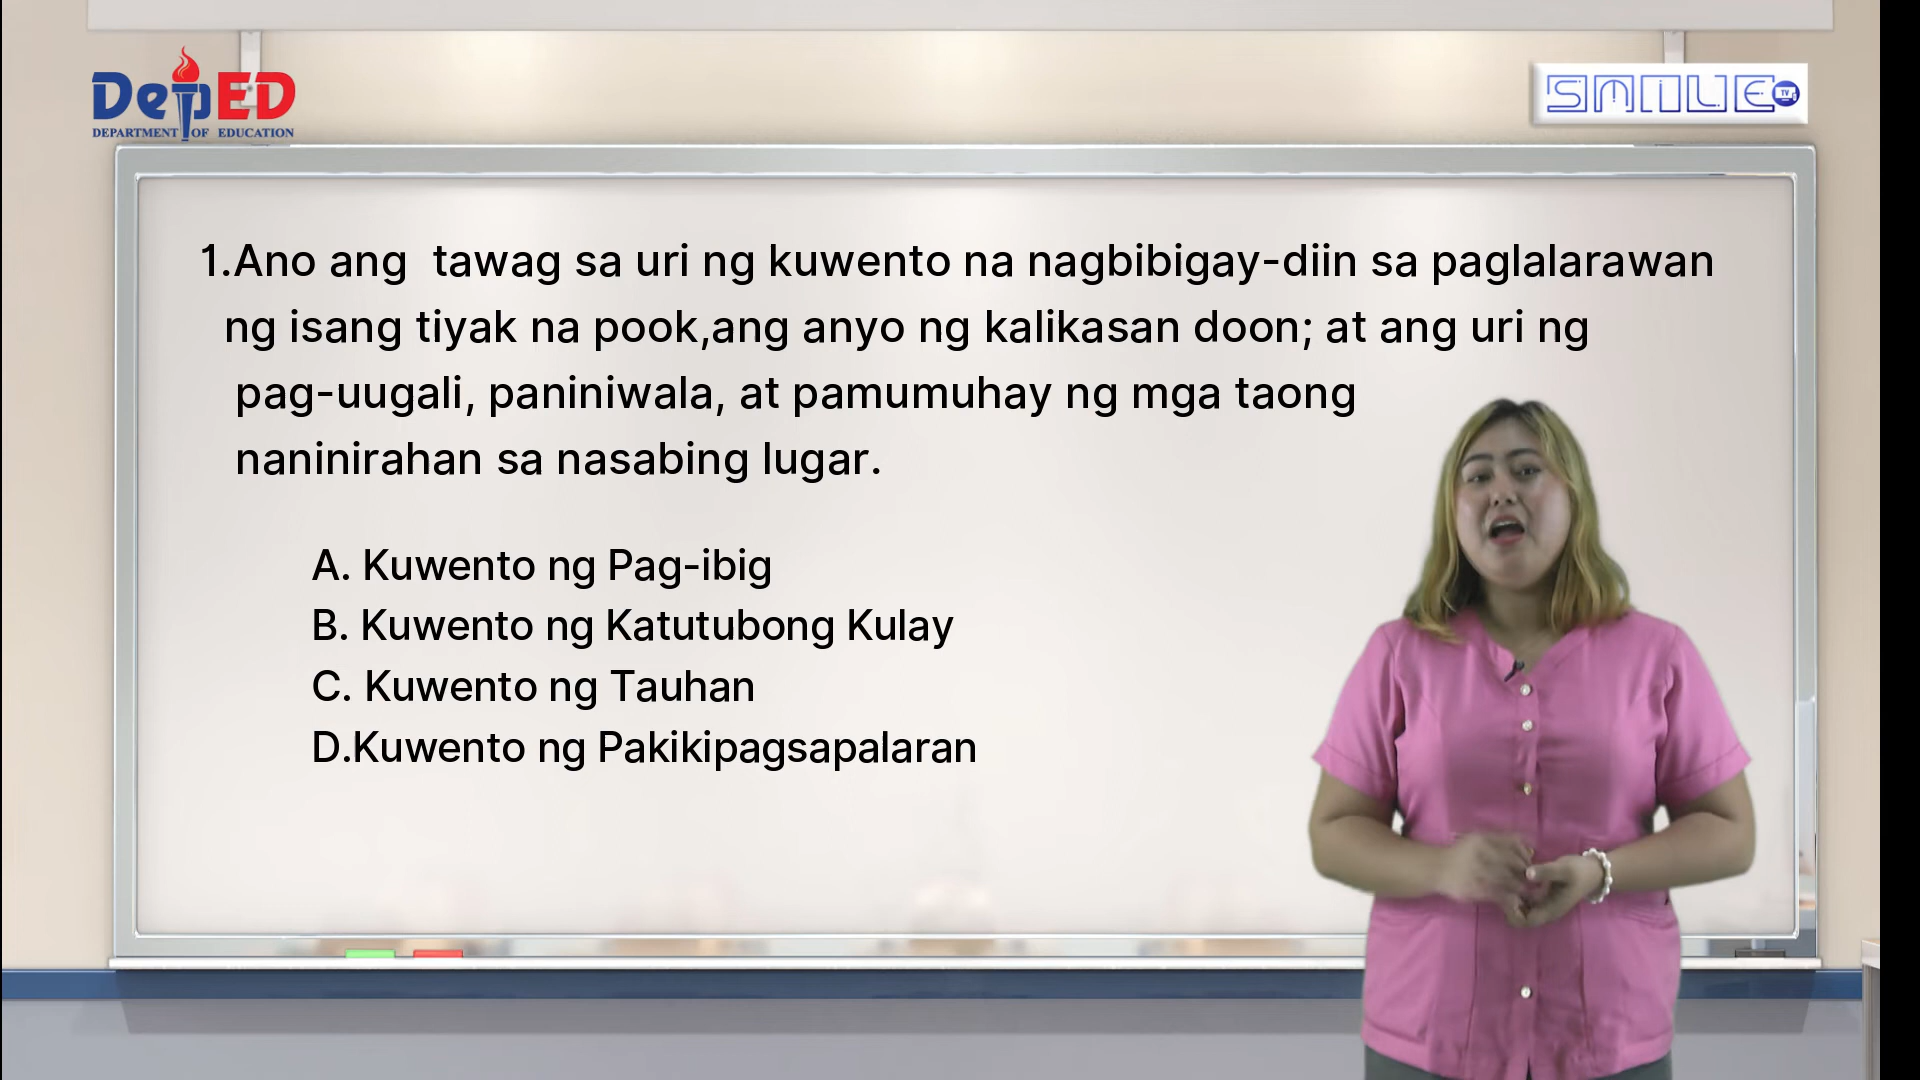 DepED
DEPARTMENT OF EDUCATION
SMILE TV
1.Ano ang tawag sa uri ng kuwento na nagbibigay-diin sa paglalarawan
ng isang tiyak na pook,ang anyo ng kalikasan doon; at ang uri ng
pag-uugali, paniniwala, at pamumuhay ng mga taong
naninirahan sa nasabing lugar.
A. Kuwento ng Pag-ibig
B. Kuwento ng Katutubong Kulay
C. Kuwento ng Tauhan
D.Kuwento ng Pakikipagsapalaran